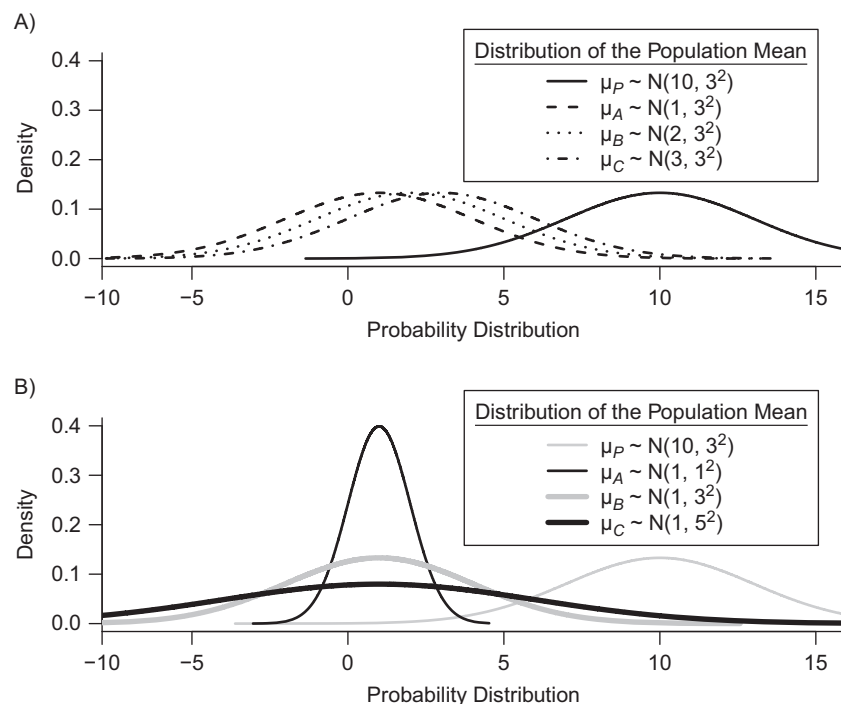 A)
Distribution of the Population Mean
μP ~ N(10, 3²)
μA ~ N(1, 3²)
μB ~ N(2, 3²)
μC ~ N(3, 3²)
Density
0.4
0.3
0.2
0.1
0.0
−10 −5 0 5 10 15
Probability Distribution
B)
Distribution of the Population Mean
μP ~ N(10, 3²)
μA ~ N(1, 1²)
μB ~ N(1, 3²)
μC ~ N(1, 5²)
Density
0.4
0.3
0.2
0.1
0.0
−10 −5 0 5 10 15
Probability Distribution